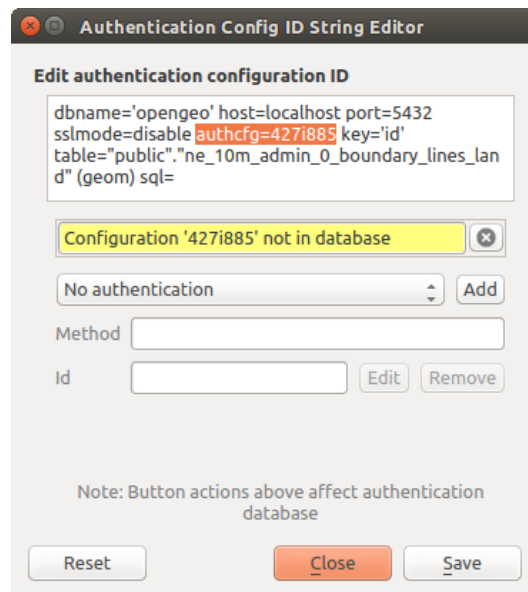 Authentication Config ID String Editor
Edit authentication configuration ID
dbname='opengeo' host=localhost port=5432
sslmode=disable authcfg=427i885 key='id'
table="public"."ne_10m_admin_0_boundary_lines_lan
d" (geom) sql=
Configuration '427i885' not in database
No authentication
Add
Method
Id
Edit
Remove
Note: Button actions above affect authentication
database
Reset
Close
Save